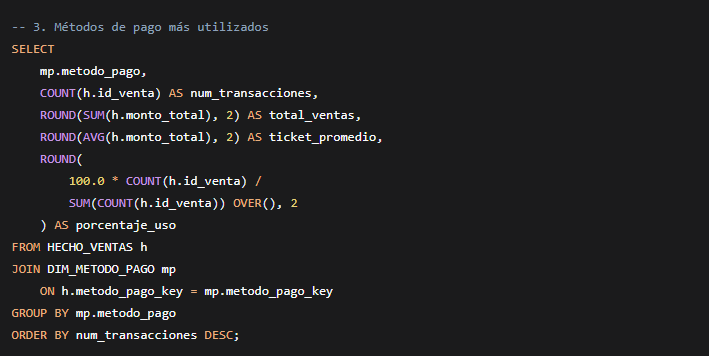 -- 3. Métodos de pago más utilizados
SELECT
    mp.metodo_pago,
    COUNT(h.id_venta) AS num_transacciones,
    ROUND(SUM(h.monto_total), 2) AS total_ventas,
    ROUND(AVG(h.monto_total), 2) AS ticket_promedio,
    ROUND(
        100.0 * COUNT(h.id_venta) /
        SUM(COUNT(h.id_venta)) OVER(), 2
    ) AS porcentaje_uso
FROM HECHO_VENTAS h
JOIN DIM_METODO_PAGO mp
    ON h.metodo_pago_key = mp.metodo_pago_key
GROUP BY mp.metodo_pago
ORDER BY num_transacciones DESC;